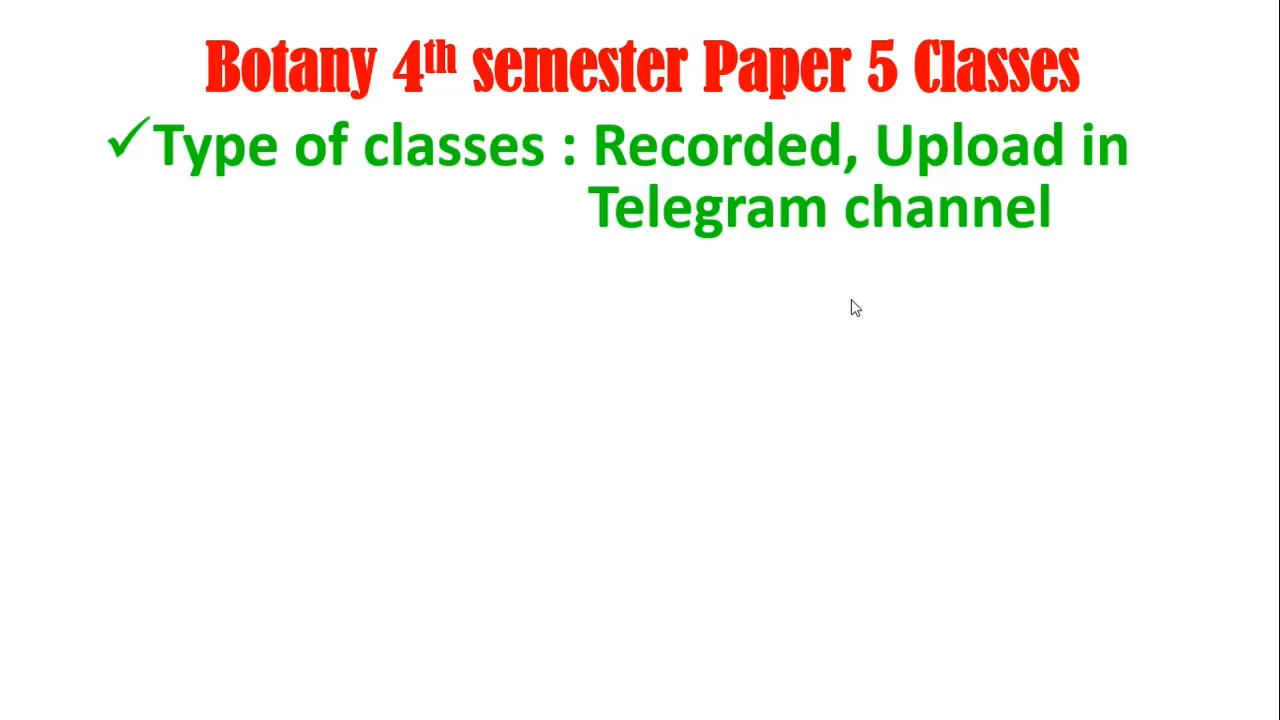 Botany 4th semester Paper 5 Classes
✓Type of classes : Recorded, Upload in
Telegram channel